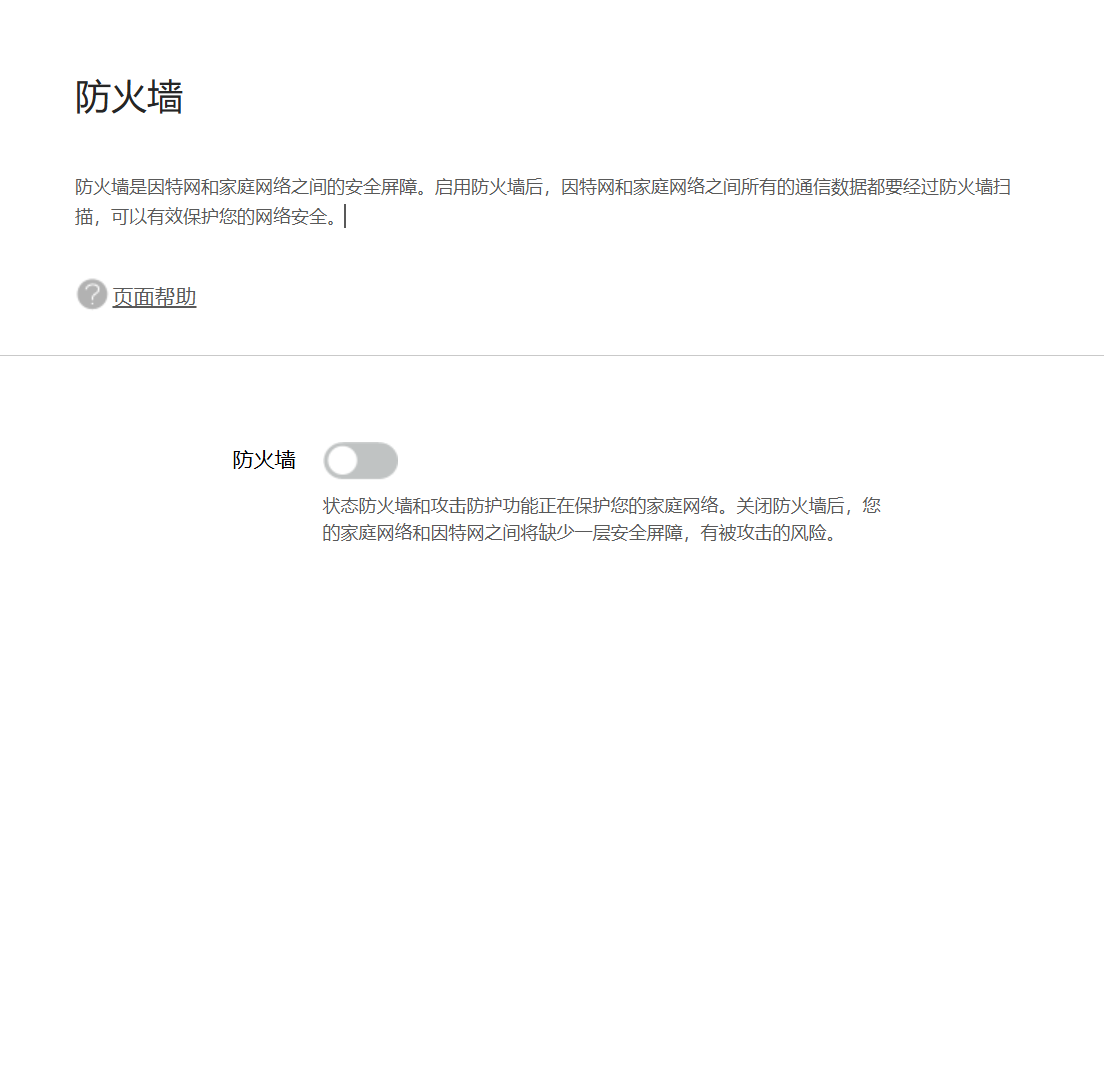 防火墙
防火墙是因特网和家庭网络之间的安全屏障。启用防火墙后，因特网和家庭网络之间所有的通信数据都要经过防火墙扫
描，可以有效保护您的网络安全。
? 页面帮助
防火墙
状态防火墙和攻击防护功能正在保护您的家庭网络。关闭防火墙后，您
的家庭网络和因特网之间将缺少一层安全屏障，有被攻击的风险。